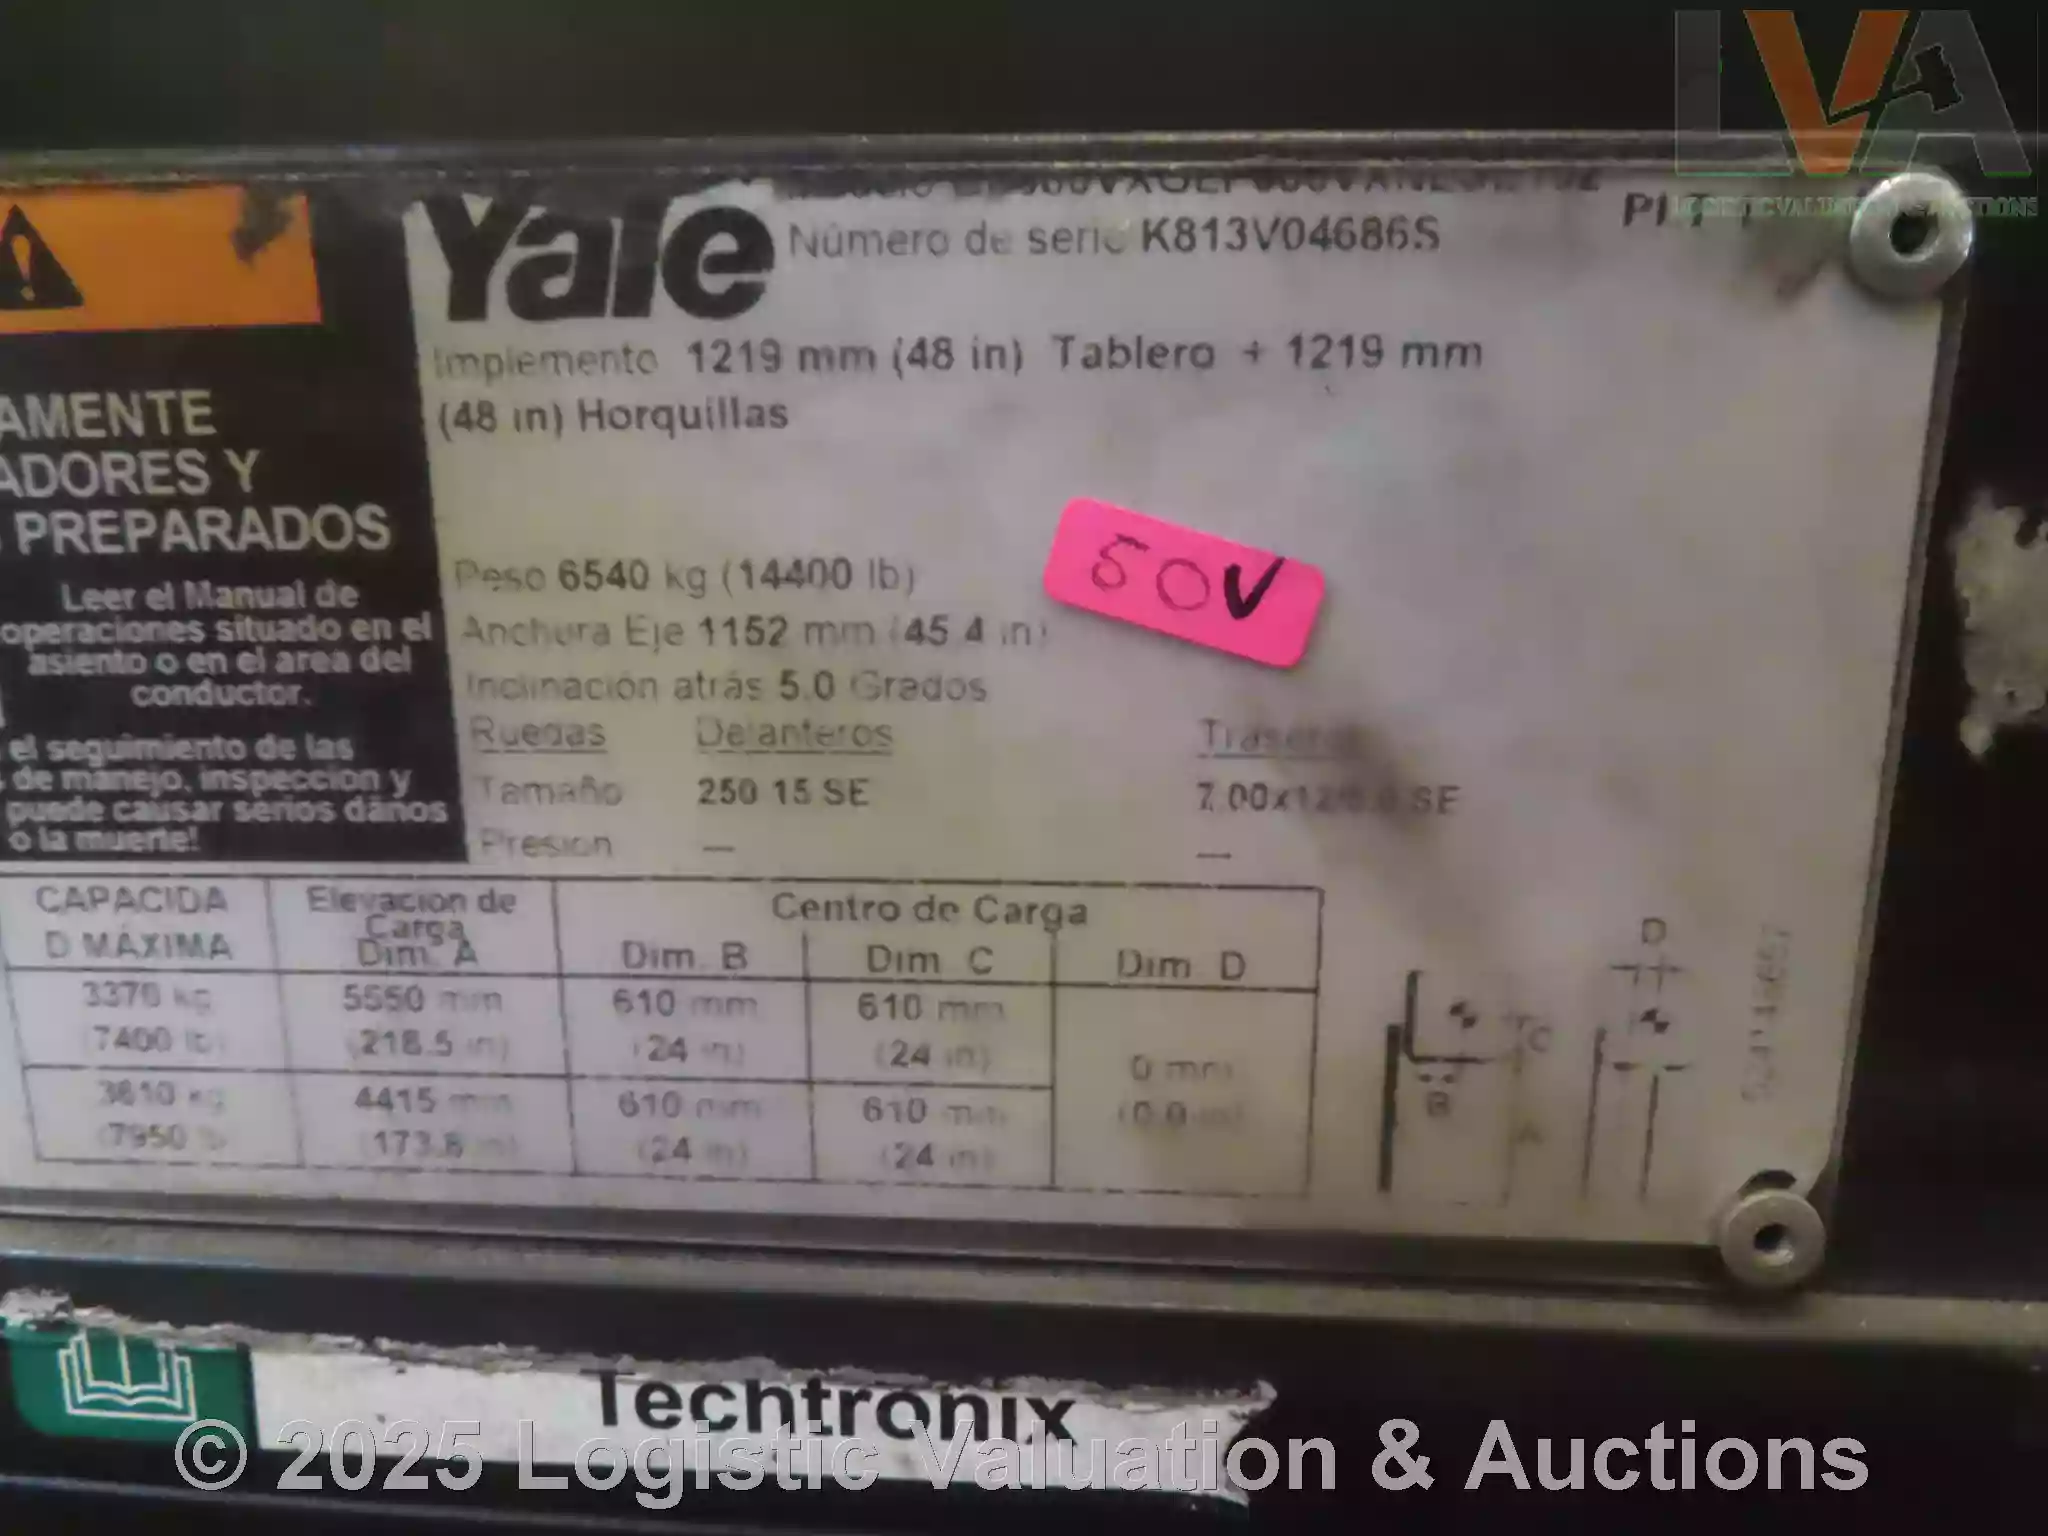 LVA
Yale
Número de serie K813V04686S
Implemento 1219 mm (48 in) Tablero + 1219 mm
(48 in) Horquillas
AMENTE
ADORES Y
PREPARADOS
Leer el Manual de
operaciones situado en el
asiento o en el area del
conductor.
el seguimiento de las
de manejo, inspeccion y
puede causar serios daños
o la muerte!
50V
Peso 6540 kg (14400 lb)
Anchura Eje 1152 mm (45.4 in)
Inclinación atrás 5.0 Grados
Ruedas Delanteros
Tamaño 250 15 SE
Presion — —
CAPACIDA
D MÁXIMA
Elevacion de
Carga
Dim. A
Centro de Carga
Dim. B Dim. C Dim. D
3370 kg 5550 mm 610 mm 610 mm
(7400 lb) (218.5 in) (24 in) (24 in)
0 mm
(0.0 in)
3610 kg 4415 mm 610 mm 610 mm
(7950 lb) (24 in) (24 in)
D
C
B
A
Techtronix
© 2025 Logistic Valuation & Auctions